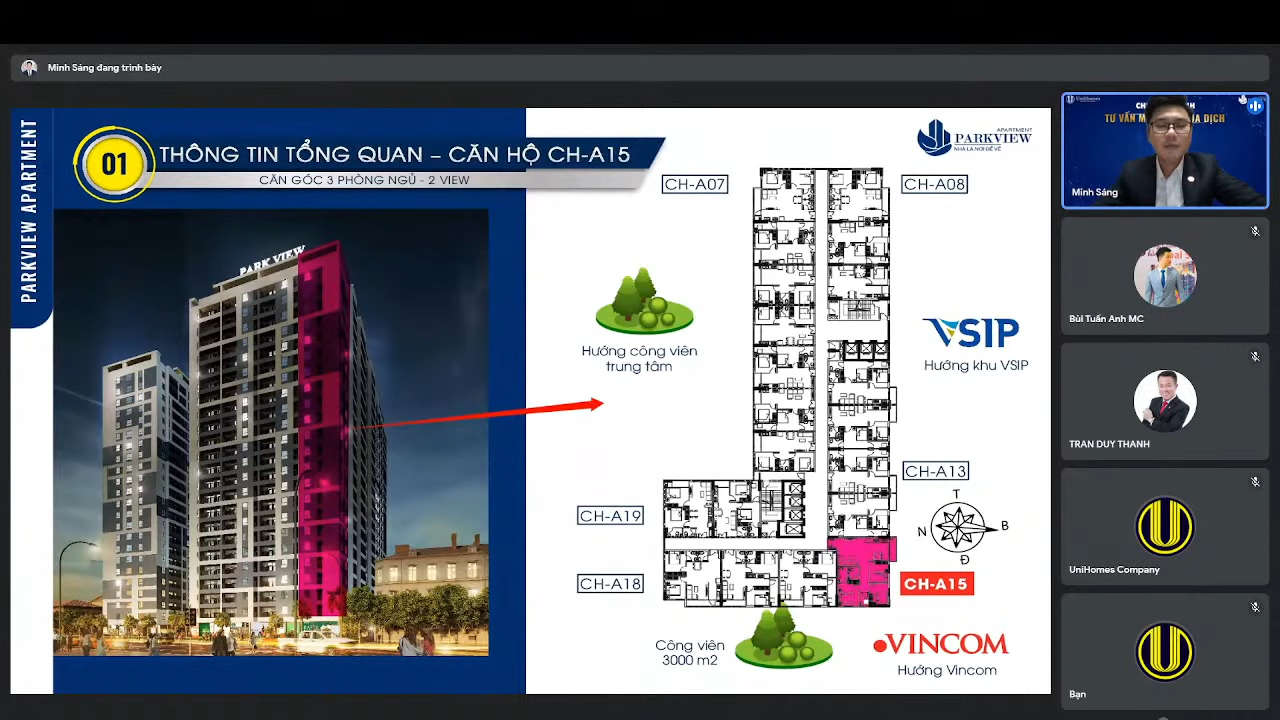 Minh Sáng đang trình bày
PARKVIEW APARTMENT
01
THÔNG TIN TỔNG QUAN – CĂN HỘ CH-A15
CĂN GÓC 3 PHÒNG NGỦ - 2 VIEW
PARK VIEW
APARTMENT
PARKVIEW
NHÀ LÀ NƠI ĐỂ VỀ
CH-A07
CH-A08
Hướng công viên
trung tâm
VSIP
Hướng khu VSIP
CH-A13
CH-A19
T
N
B
Đ
CH-A18
CH-A15
Công viên
3000 m2
VINCOM
Hướng Vincom
UniHomes
TƯ VẤN
DỊCH
Minh Sáng
Bùi Tuấn Anh MC
TRAN DUY THANH
UniHomes Company
Bạn